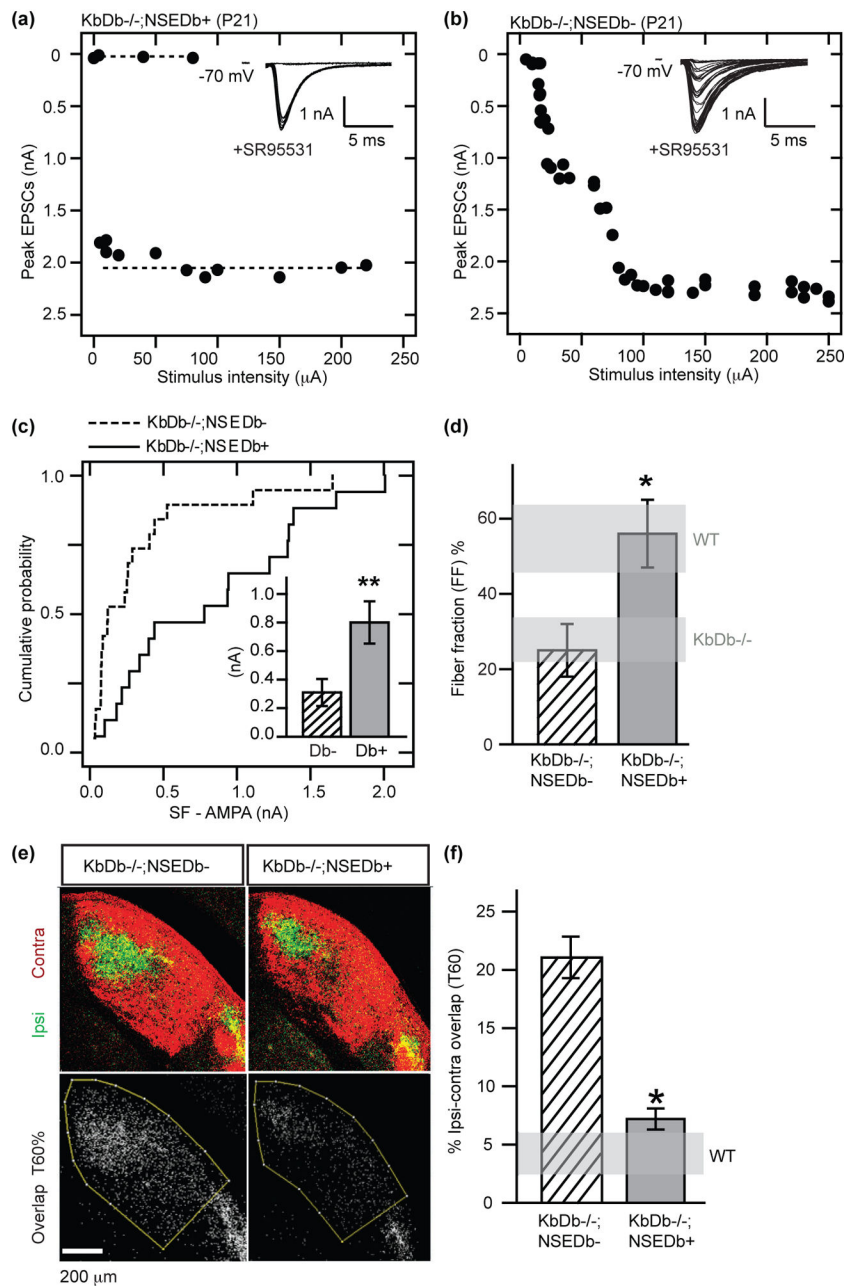 (a)
KbDb-/-;NSEDb+ (P21)
0
0.5
1.0
1.5
2.0
2.5
Peak EPSCs (nA)
-70 mV
1 nA
5 ms
+SR95531
0
50
100
150
200
250
Stimulus intensity (μA)
(b)
KbDb-/-;NSEDb- (P21)
0
0.5
1.0
1.5
2.0
2.5
Peak EPSCs (nA)
-70 mV
1 nA
5 ms
+SR95531
0
50
100
150
200
250
Stimulus intensity (μA)
(c)
KbDb-/-;NSEDb-
KbDb-/-;NSEDb+
1.0
0.5
0.0
Cumulative probability
0.0
0.5
1.0
1.5
2.0
SF - AMPA (nA)
1.0
0.8
0.6
0.4
0.2
0.0
(nA)
**
Db-
Db+
(d)
60
40
20
0
Fiber fraction (FF) %
*
WT
KbDb-/-
KbDb-/-;
NSEDb-
KbDb-/-;
NSEDb+
(e)
KbDb-/-;NSEDb-
KbDb-/-;NSEDb+
Ipsi Contra
Overlap T60%
200 μm
(f)
25
20
15
10
5
0
% Ipsi-contra overlap (T60)
*
WT
KbDb-/-;
NSEDb-
KbDb-/-;
NSEDb+